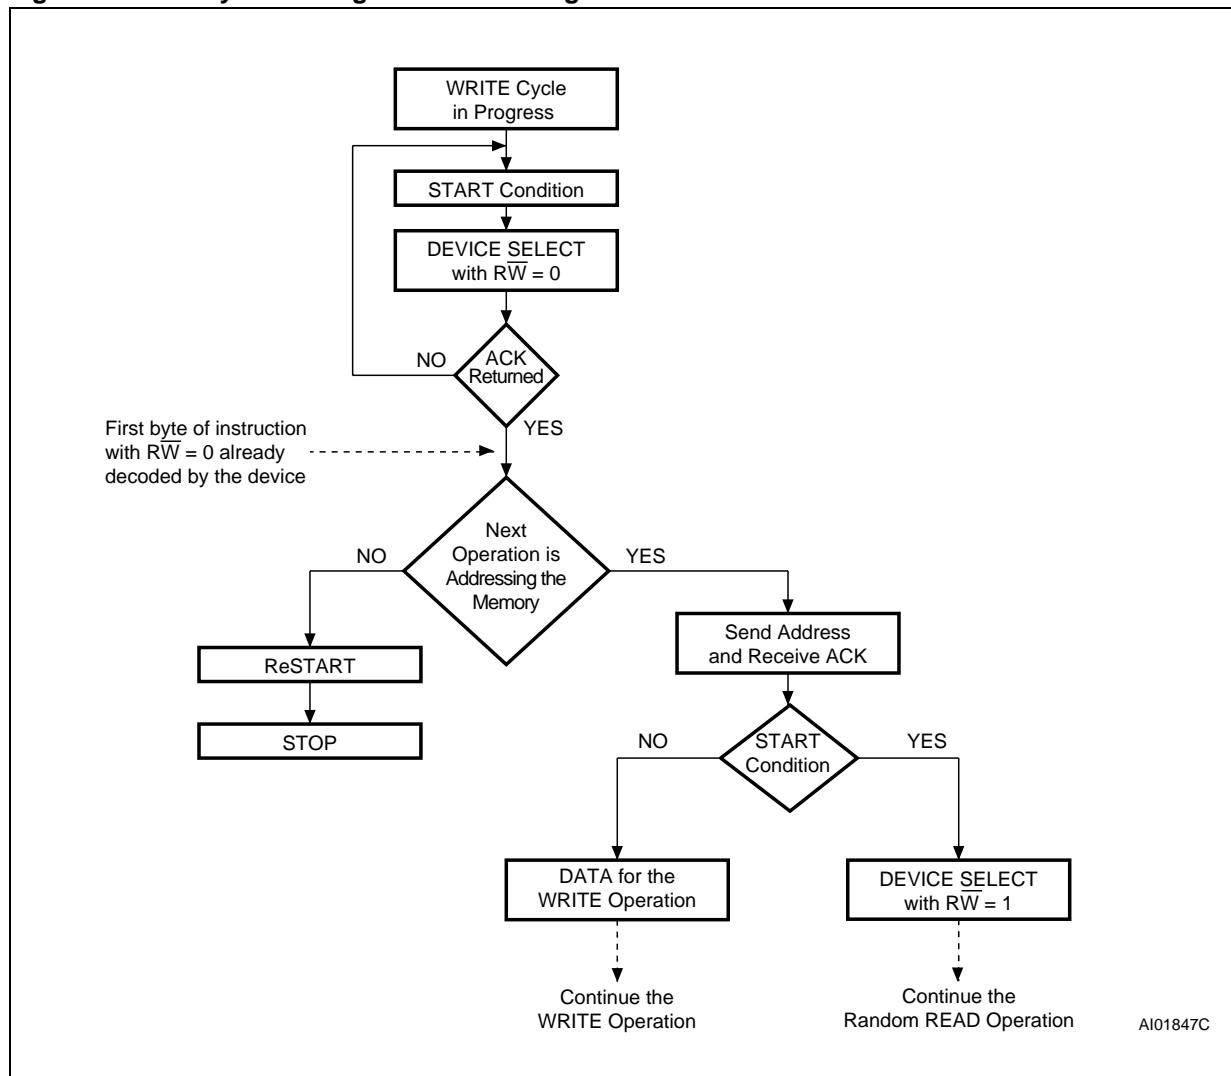 WRITE Cycle
in Progress
START Condition
DEVICE SELECT
with RW̅ = 0
NO
ACK
Returned
YES
First byte of instruction
with RW̅ = 0 already
decoded by the device
Next
Operation is
Addressing the
Memory
NO
YES
Send Address
and Receive ACK
ReSTART
STOP
NO
START
Condition
YES
DATA for the
WRITE Operation
DEVICE SELECT
with RW̅ = 1
Continue the
WRITE Operation
Continue the
Random READ Operation
AI01847C